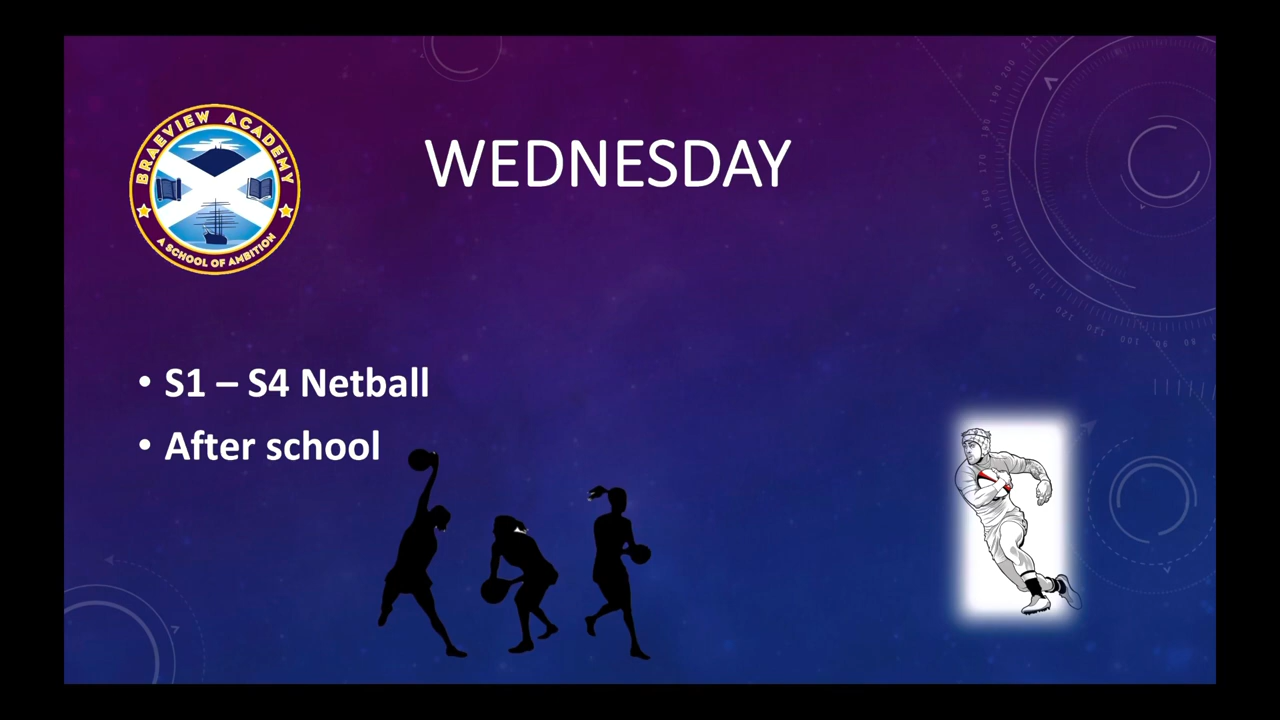 BRAEVIEW ACADEMY
A SCHOOL OF AMBITION
WEDNESDAY
• S1 – S4 Netball
• After school